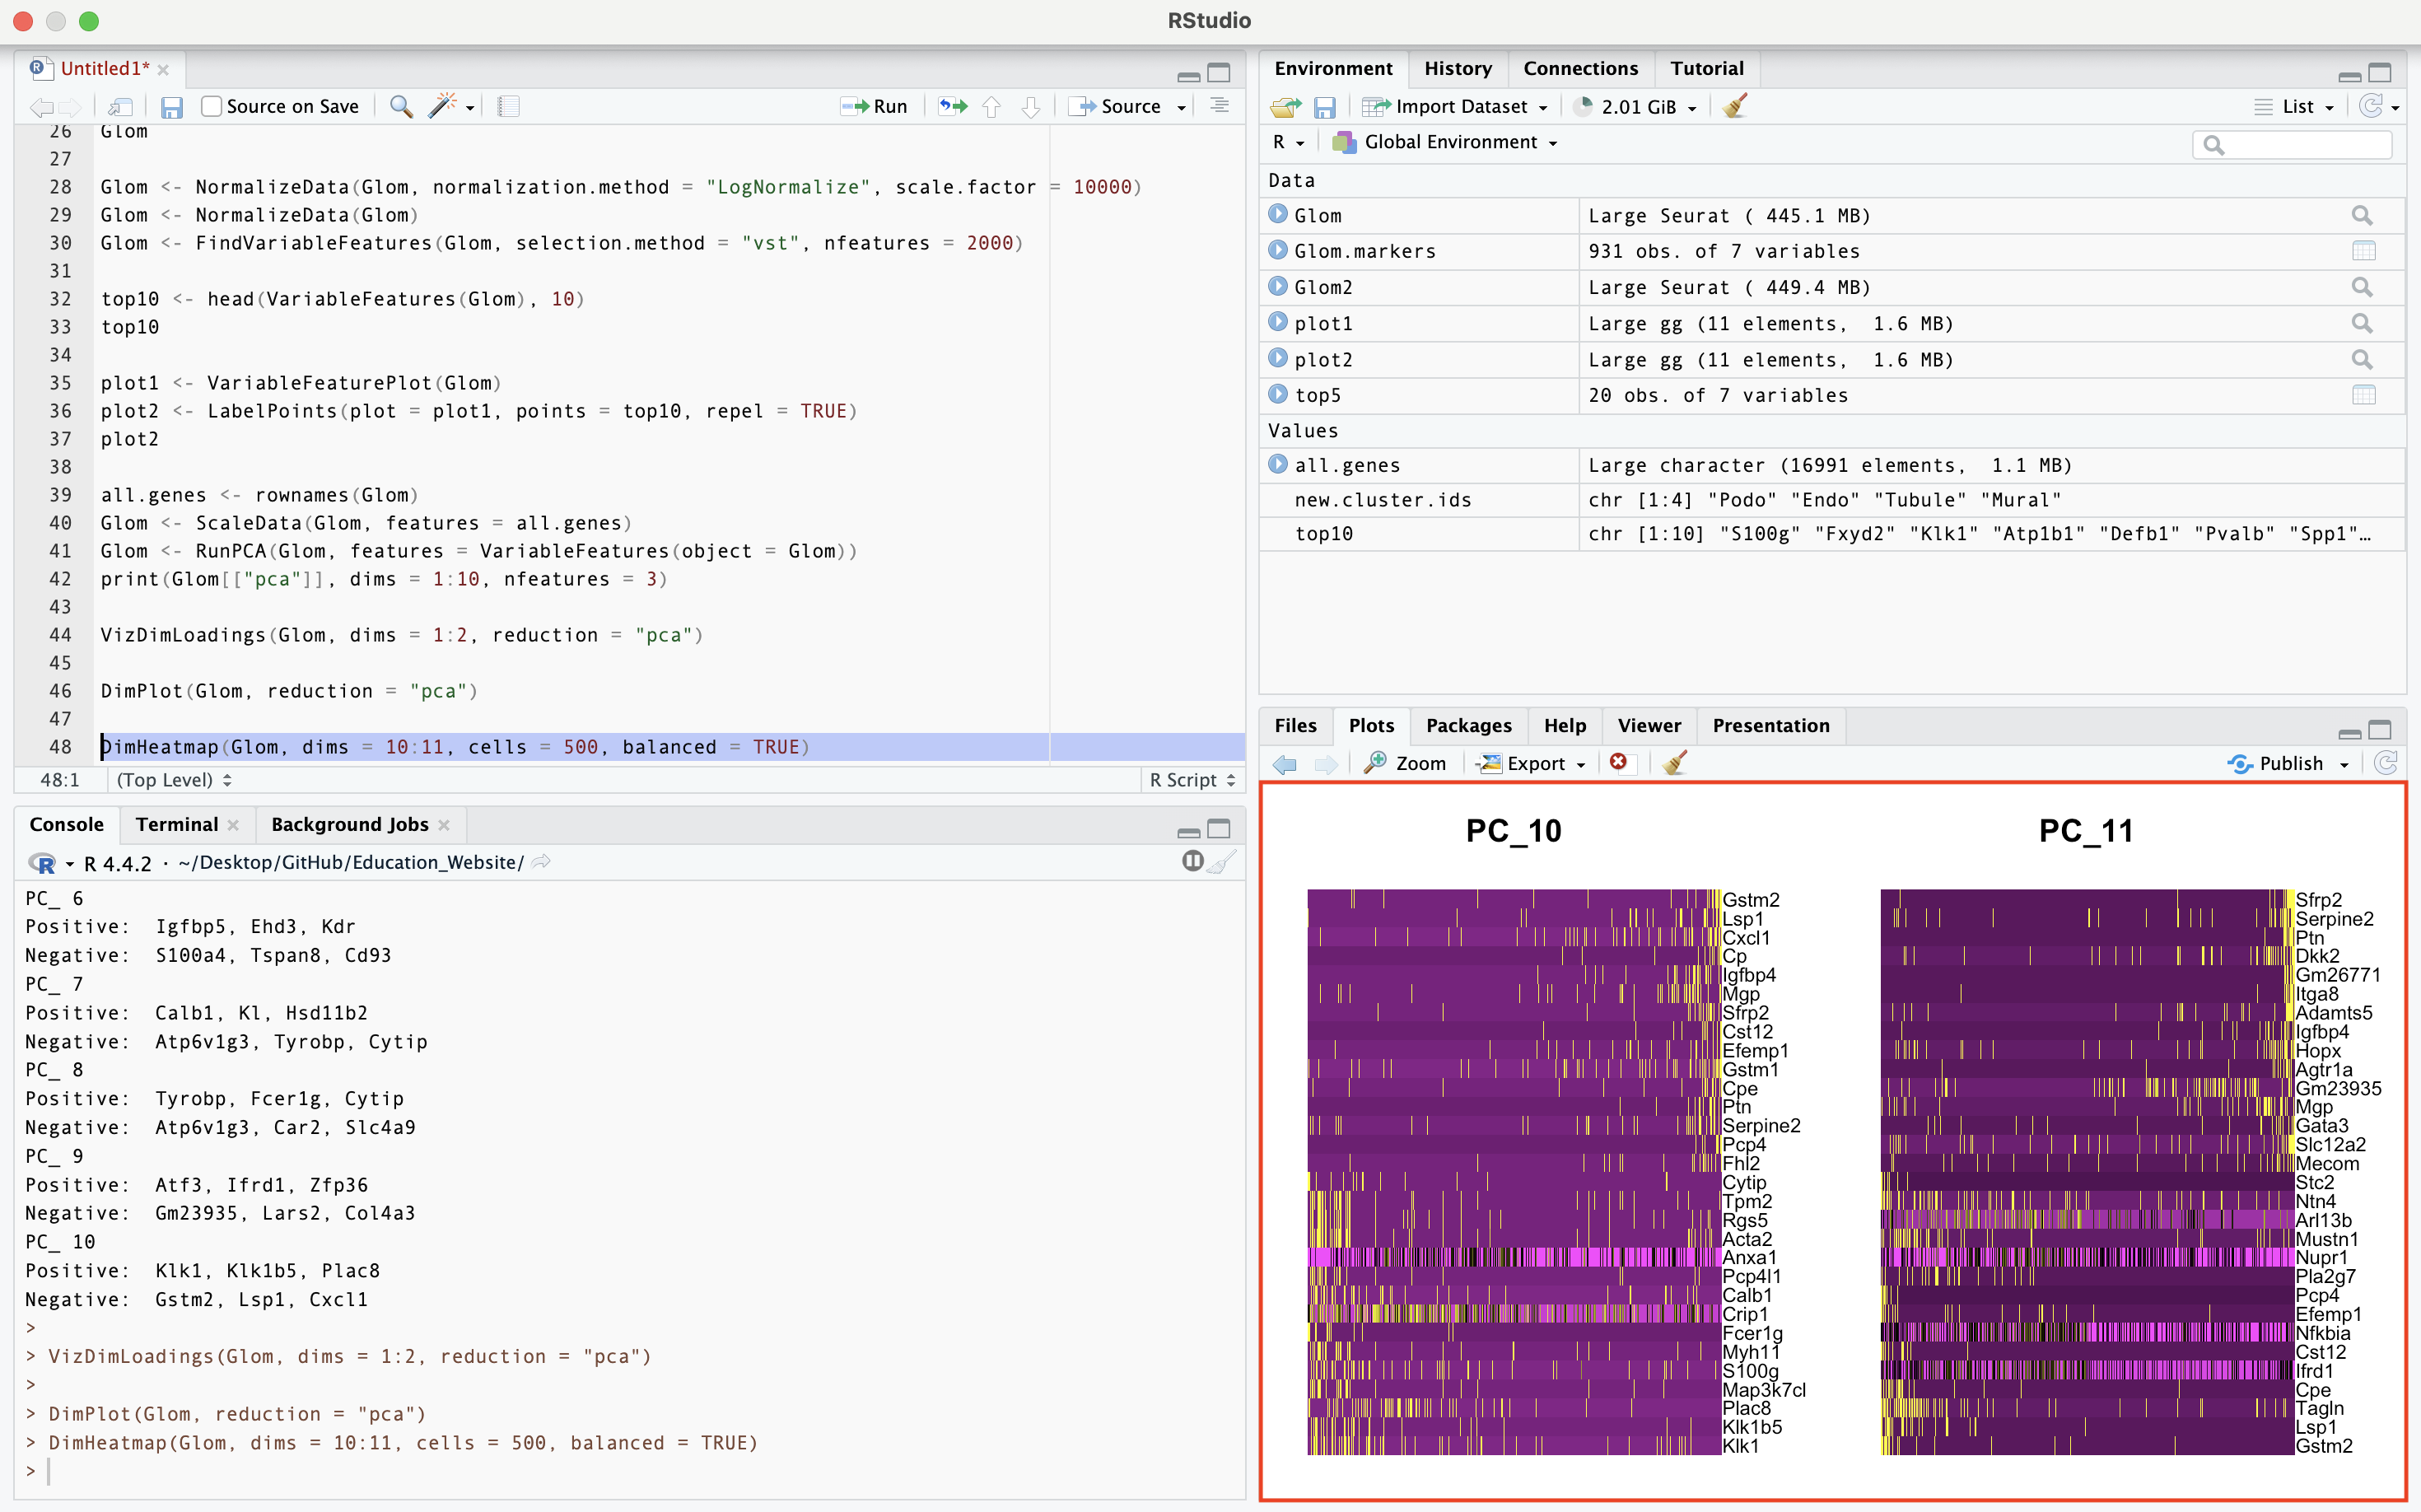 RStudio
Untitled1*
Source on Save
Run
Source
26 Glom
27
28 Glom <- NormalizeData(Glom, normalization.method = "LogNormalize", scale.factor = 10000)
29 Glom <- NormalizeData(Glom)
30 Glom <- FindVariableFeatures(Glom, selection.method = "vst", nfeatures = 2000)
31
32 top10 <- head(VariableFeatures(Glom), 10)
33 top10
34
35 plot1 <- VariableFeaturePlot(Glom)
36 plot2 <- LabelPoints(plot = plot1, points = top10, repel = TRUE)
37 plot2
38
39 all.genes <- rownames(Glom)
40 Glom <- ScaleData(Glom, features = all.genes)
41 Glom <- RunPCA(Glom, features = VariableFeatures(object = Glom))
42 print(Glom[["pca"]], dims = 1:10, nfeatures = 3)
43
44 VizDimLoadings(Glom, dims = 1:2, reduction = "pca")
45
46 DimPlot(Glom, reduction = "pca")
47
48 DimHeatmap(Glom, dims = 10:11, cells = 500, balanced = TRUE)
48:1 (Top Level) R Script
Console Terminal Background Jobs
R 4.4.2 · ~/Desktop/GitHub/Education_Website/
PC_ 6
Positive:  Igfbp5, Ehd3, Kdr
Negative:  S100a4, Tspan8, Cd93
PC_ 7
Positive:  Calb1, Kl, Hsd11b2
Negative:  Atp6v1g3, Tyrobp, Cytip
PC_ 8
Positive:  Tyrobp, Fcer1g, Cytip
Negative:  Atp6v1g3, Car2, Slc4a9
PC_ 9
Positive:  Atf3, Ifrd1, Zfp36
Negative:  Gm23935, Lars2, Col4a3
PC_ 10
Positive:  Klk1, Klk1b5, Plac8
Negative:  Gstm2, Lsp1, Cxcl1
>
> VizDimLoadings(Glom, dims = 1:2, reduction = "pca")
>
> DimPlot(Glom, reduction = "pca")
> DimHeatmap(Glom, dims = 10:11, cells = 500, balanced = TRUE)
>
Environment History Connections Tutorial
Import Dataset 2.01 GiB List
R Global Environment
Data
Glom Large Seurat ( 445.1 MB)
Glom.markers 931 obs. of 7 variables
Glom2 Large Seurat ( 449.4 MB)
plot1 Large gg (11 elements,  1.6 MB)
plot2 Large gg (11 elements,  1.6 MB)
top5 20 obs. of 7 variables
Values
all.genes Large character (16991 elements,  1.1 MB)
new.cluster.ids chr [1:4] "Podo" "Endo" "Tubule" "Mural"
top10 chr [1:10] "S100g" "Fxyd2" "Klk1" "Atp1b1" "Defb1" "Pvalb" "Spp1"…
Files Plots Packages Help Viewer Presentation
Zoom Export Publish
PC_10
Gstm2
Lsp1
Cxcl1
Cp
Igfbp4
Mgp
Sfrp2
Cst12
Efemp1
Gstm1
Cpe
Ptn
Serpine2
Pcp4
Fhl2
Cytip
Tpm2
Rgs5
Acta2
Anxa1
Pcp4l1
Calb1
Crip1
Fcer1g
Myh11
S100g
Map3k7cl
Plac8
Klk1b5
Klk1
PC_11
Sfrp2
Serpine2
Ptn
Dkk2
Gm26771
Itga8
Adamts5
Igfbp4
Hopx
Agtr1a
Gm23935
Mgp
Gata3
Slc12a2
Mecom
Stc2
Ntn4
Arl13b
Mustn1
Nupr1
Pla2g7
Pcp4
Efemp1
Nfkbia
Cst12
Ifrd1
Cpe
Tagln
Lsp1
Gstm2